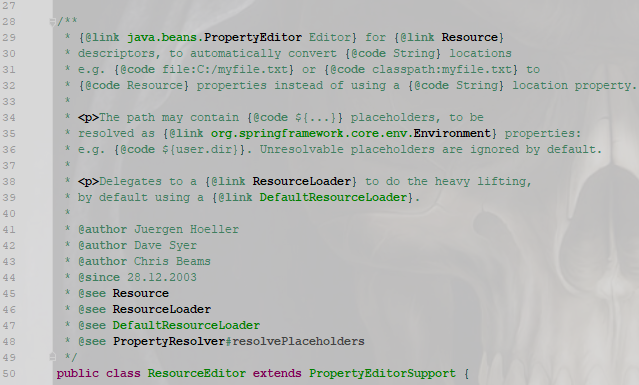 27
28 /**
29  * {@link java.beans.PropertyEditor Editor} for {@link Resource}
30  * descriptors, to automatically convert {@code String} locations
31  * e.g. {@code file:C:/myfile.txt} or {@code classpath:myfile.txt} to
32  * {@code Resource} properties instead of using a {@code String} location property.
33  *
34  * <p>The path may contain {@code ${...}} placeholders, to be
35  * resolved as {@link org.springframework.core.env.Environment} properties:
36  * e.g. {@code ${user.dir}}. Unresolvable placeholders are ignored by default.
37  *
38  * <p>Delegates to a {@link ResourceLoader} to do the heavy lifting,
39  * by default using a {@link DefaultResourceLoader}.
40  *
41  * @author Juergen Hoeller
42  * @author Dave Syer
43  * @author Chris Beams
44  * @since 28.12.2003
45  * @see Resource
46  * @see ResourceLoader
47  * @see DefaultResourceLoader
48  * @see PropertyResolver#resolvePlaceholders
49  */
50 public class ResourceEditor extends PropertyEditorSupport {